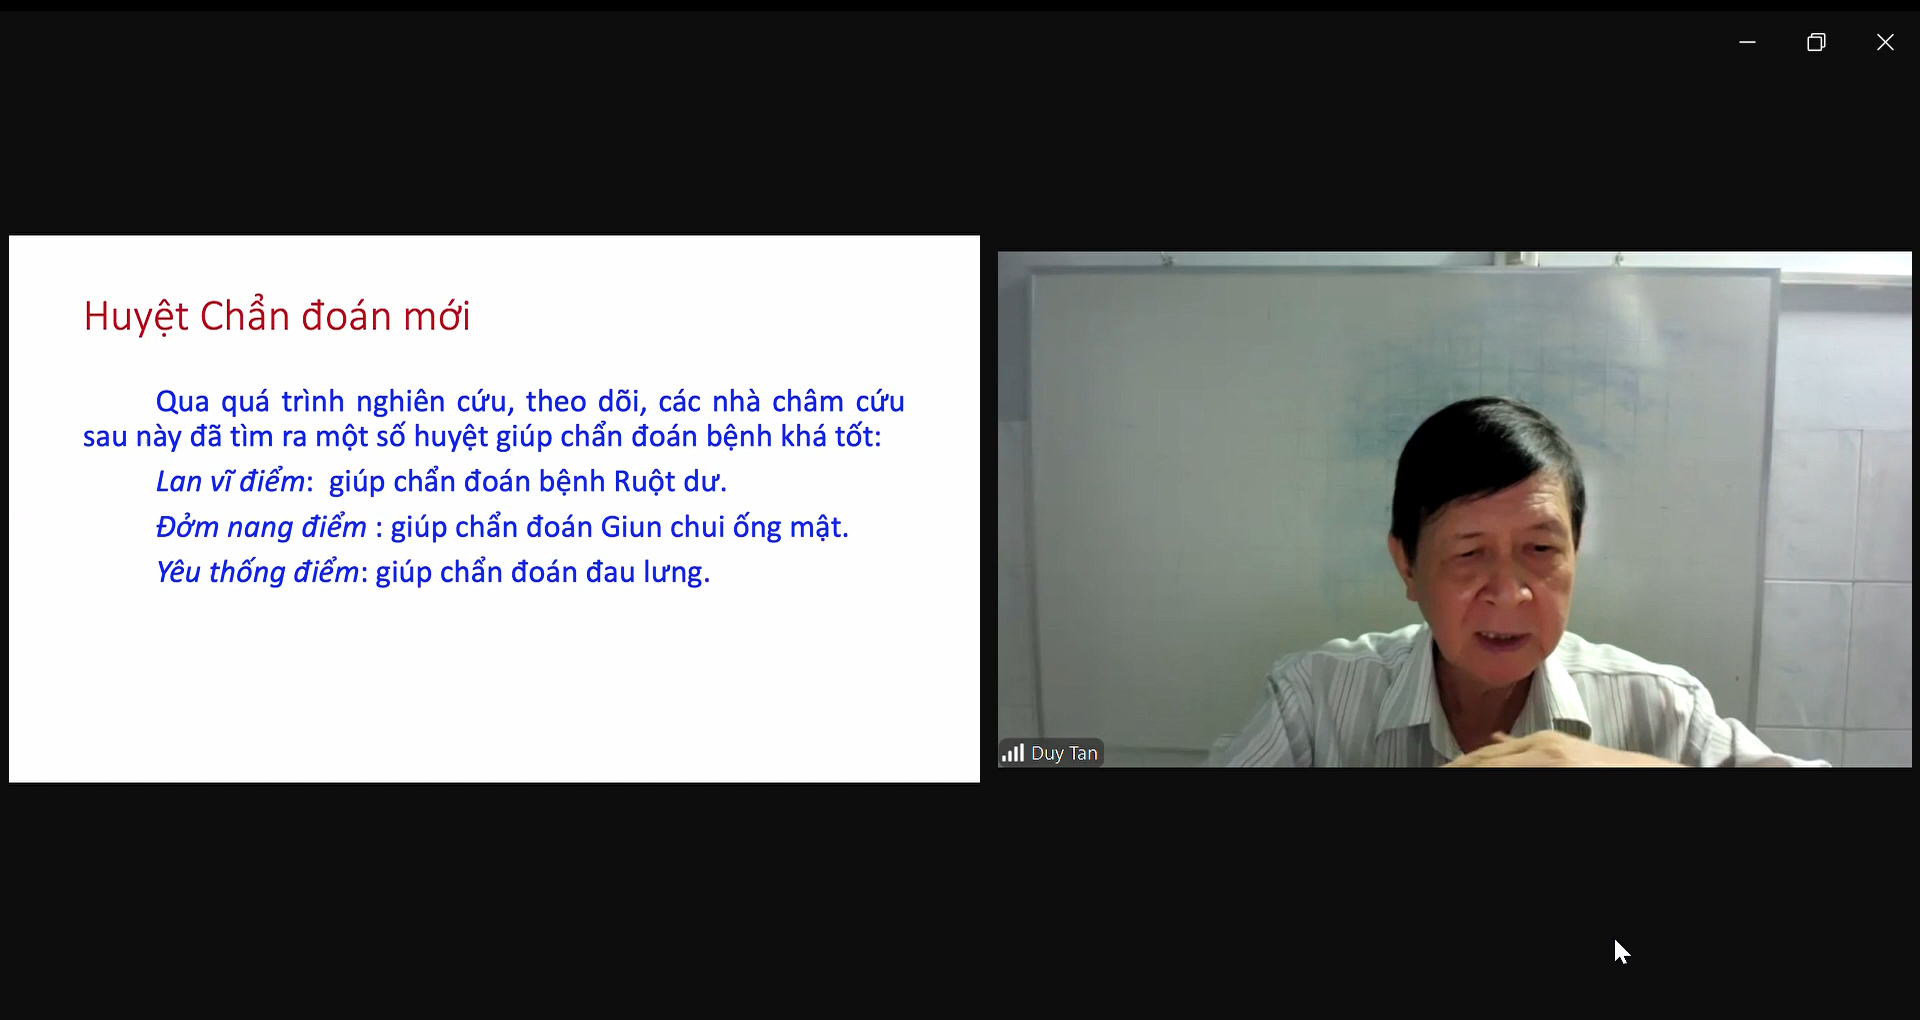 Huyệt Chẩn đoán mới
Qua quá trình nghiên cứu, theo dõi, các nhà châm cứu
sau này đã tìm ra một số huyệt giúp chẩn đoán bệnh khá tốt:
Lan vĩ điểm:  giúp chẩn đoán bệnh Ruột dư.
Đởm nang điểm : giúp chẩn đoán Giun chui ống mật.
Yêu thống điểm: giúp chẩn đoán đau lưng.
Duy Tan